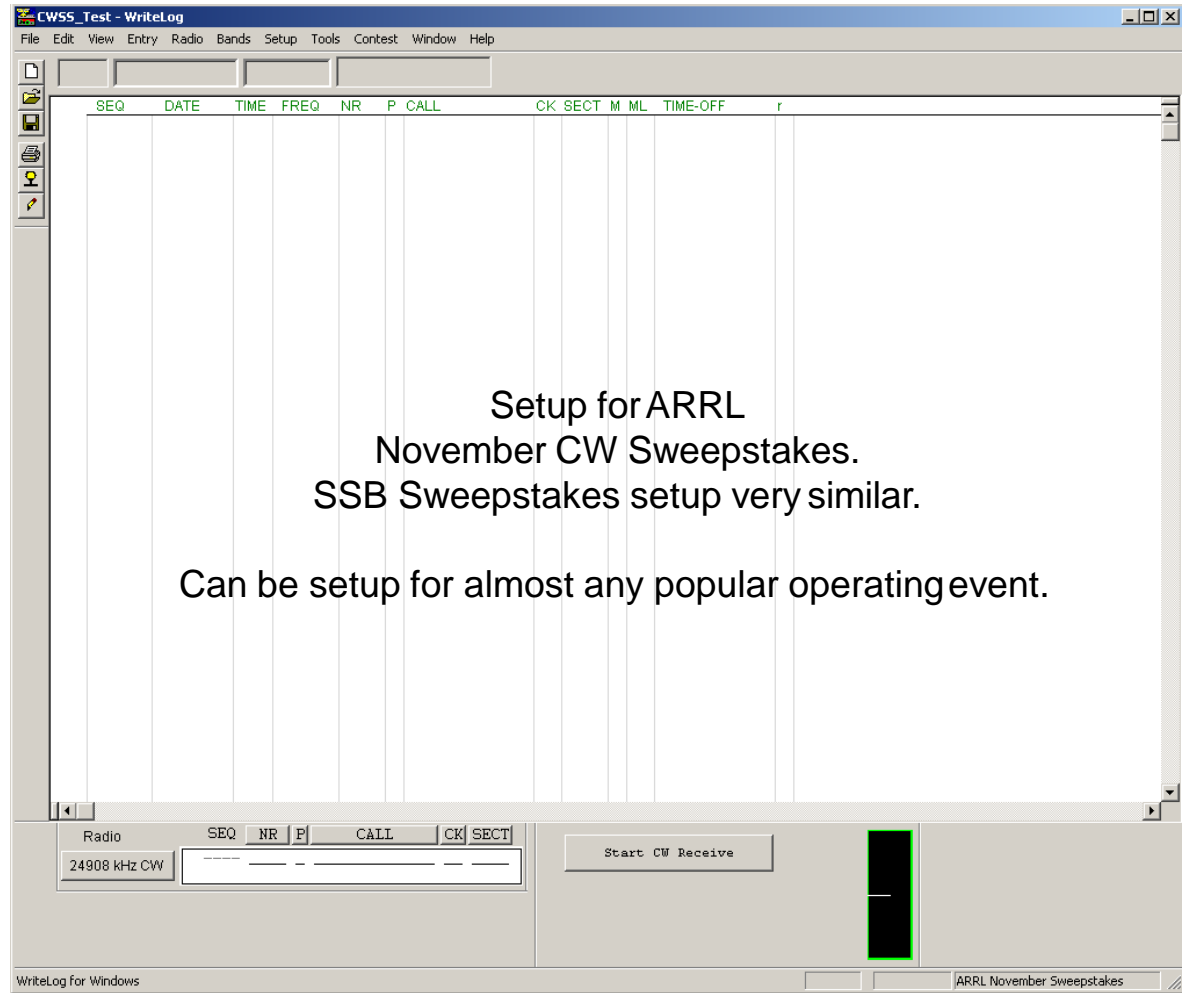 CWSS_Test - WriteLog
File Edit View Entry Radio Bands Setup Tools Contest Window Help
SEQ DATE TIME FREQ NR P CALL CK SECT M ML TIME-OFF r
Setup for ARRL
November CW Sweepstakes.
SSB Sweepstakes setup very similar.
Can be setup for almost any popular operating event.
Radio SEQ NR P CALL CK SECT
24908 kHz CW
Start CW Receive
WriteLog for Windows ARRL November Sweepstakes